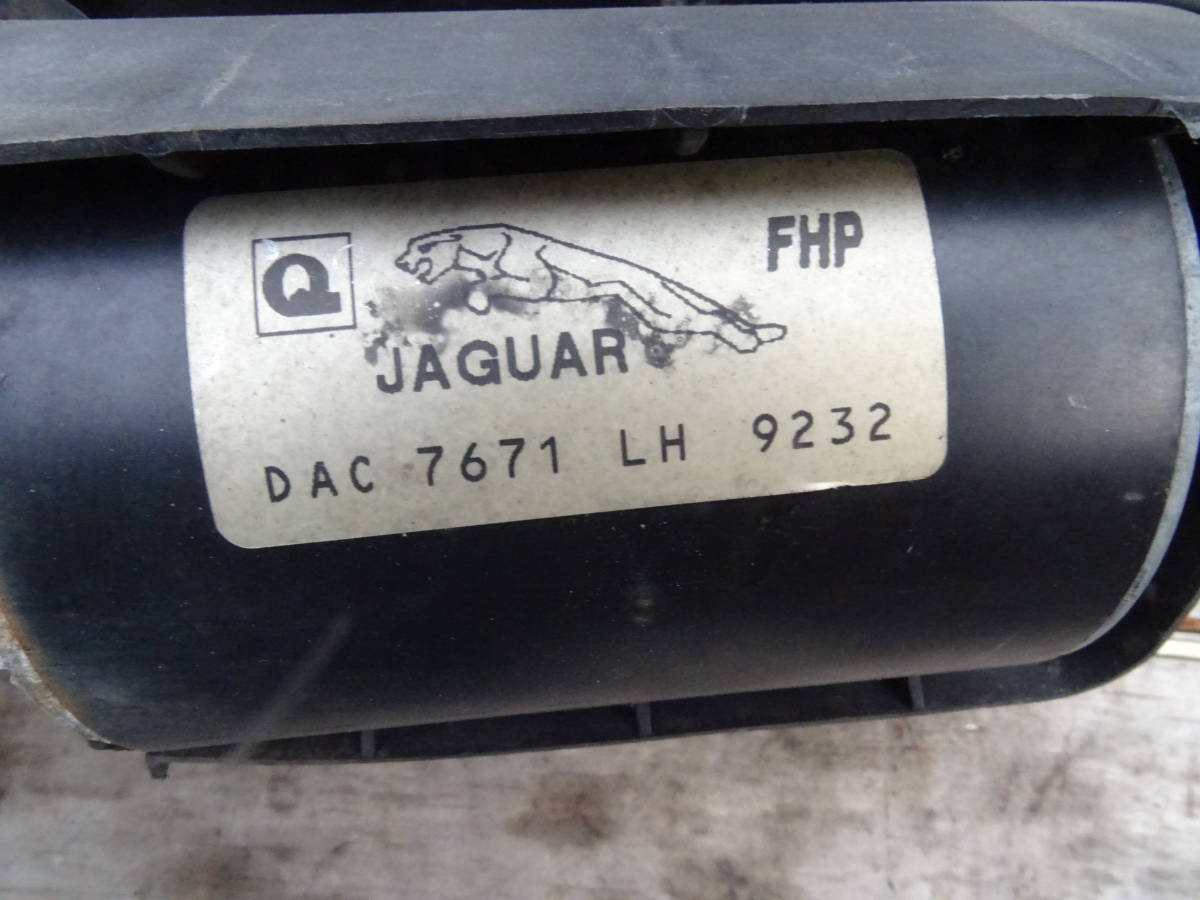 Q
FHP
JAGUAR
DAC 7671 LH 9232